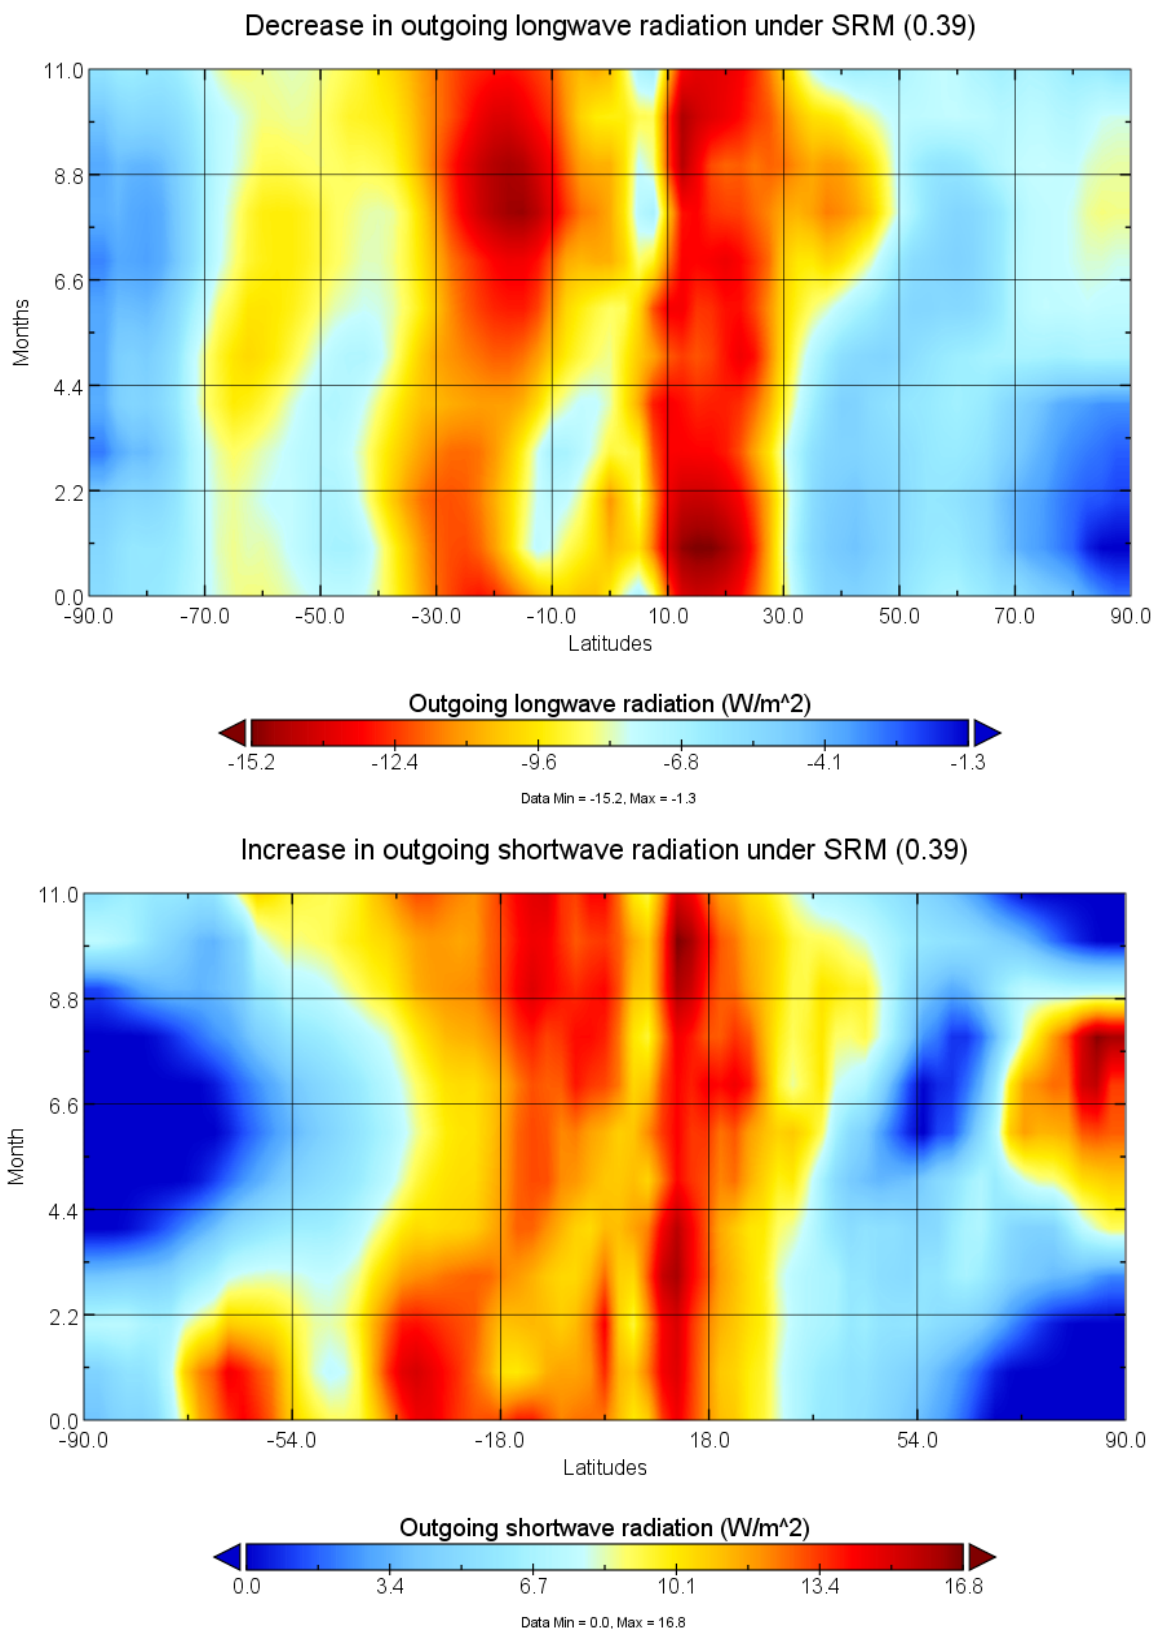 Decrease in outgoing longwave radiation under SRM (0.39)
11.0
8.8
6.6
4.4
2.2
0.0
Months
-90.0 -70.0 -50.0 -30.0 -10.0 10.0 30.0 50.0 70.0 90.0
Latitudes
Outgoing longwave radiation (W/m^2)
-15.2 -12.4 -9.6 -6.8 -4.1 -1.3
Data Min = -15.2, Max = -1.3
Increase in outgoing shortwave radiation under SRM (0.39)
11.0
8.8
6.6
4.4
2.2
0.0
Month
-90.0 -54.0 -18.0 18.0 54.0 90.0
Latitudes
Outgoing shortwave radiation (W/m^2)
0.0 3.4 6.7 10.1 13.4 16.8
Data Min = 0.0, Max = 16.8